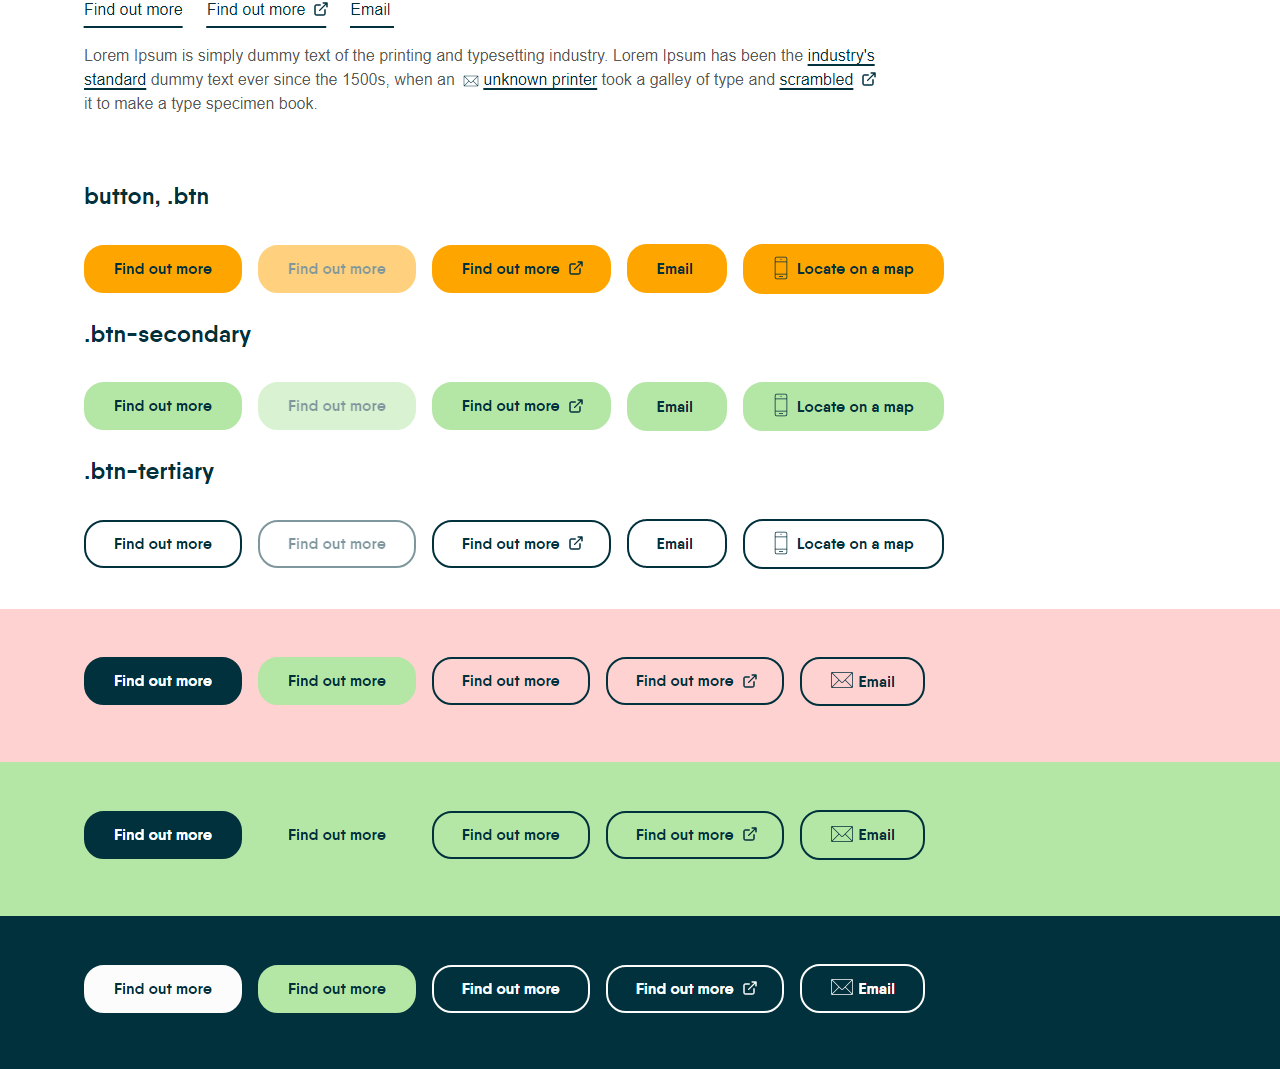 Find out more Find out more Email
Lorem Ipsum is simply dummy text of the printing and typesetting industry. Lorem Ipsum has been the industry's
standard dummy text ever since the 1500s, when an unknown printer took a galley of type and scrambled
it to make a type specimen book.
button, .btn
Find out more Find out more Find out more Email Locate on a map
.btn-secondary
Find out more Find out more Find out more Email Locate on a map
.btn-tertiary
Find out more Find out more Find out more Email Locate on a map
Find out more Find out more Find out more Find out more Email
Find out more Find out more Find out more Find out more Email
Find out more Find out more Find out more Find out more Email